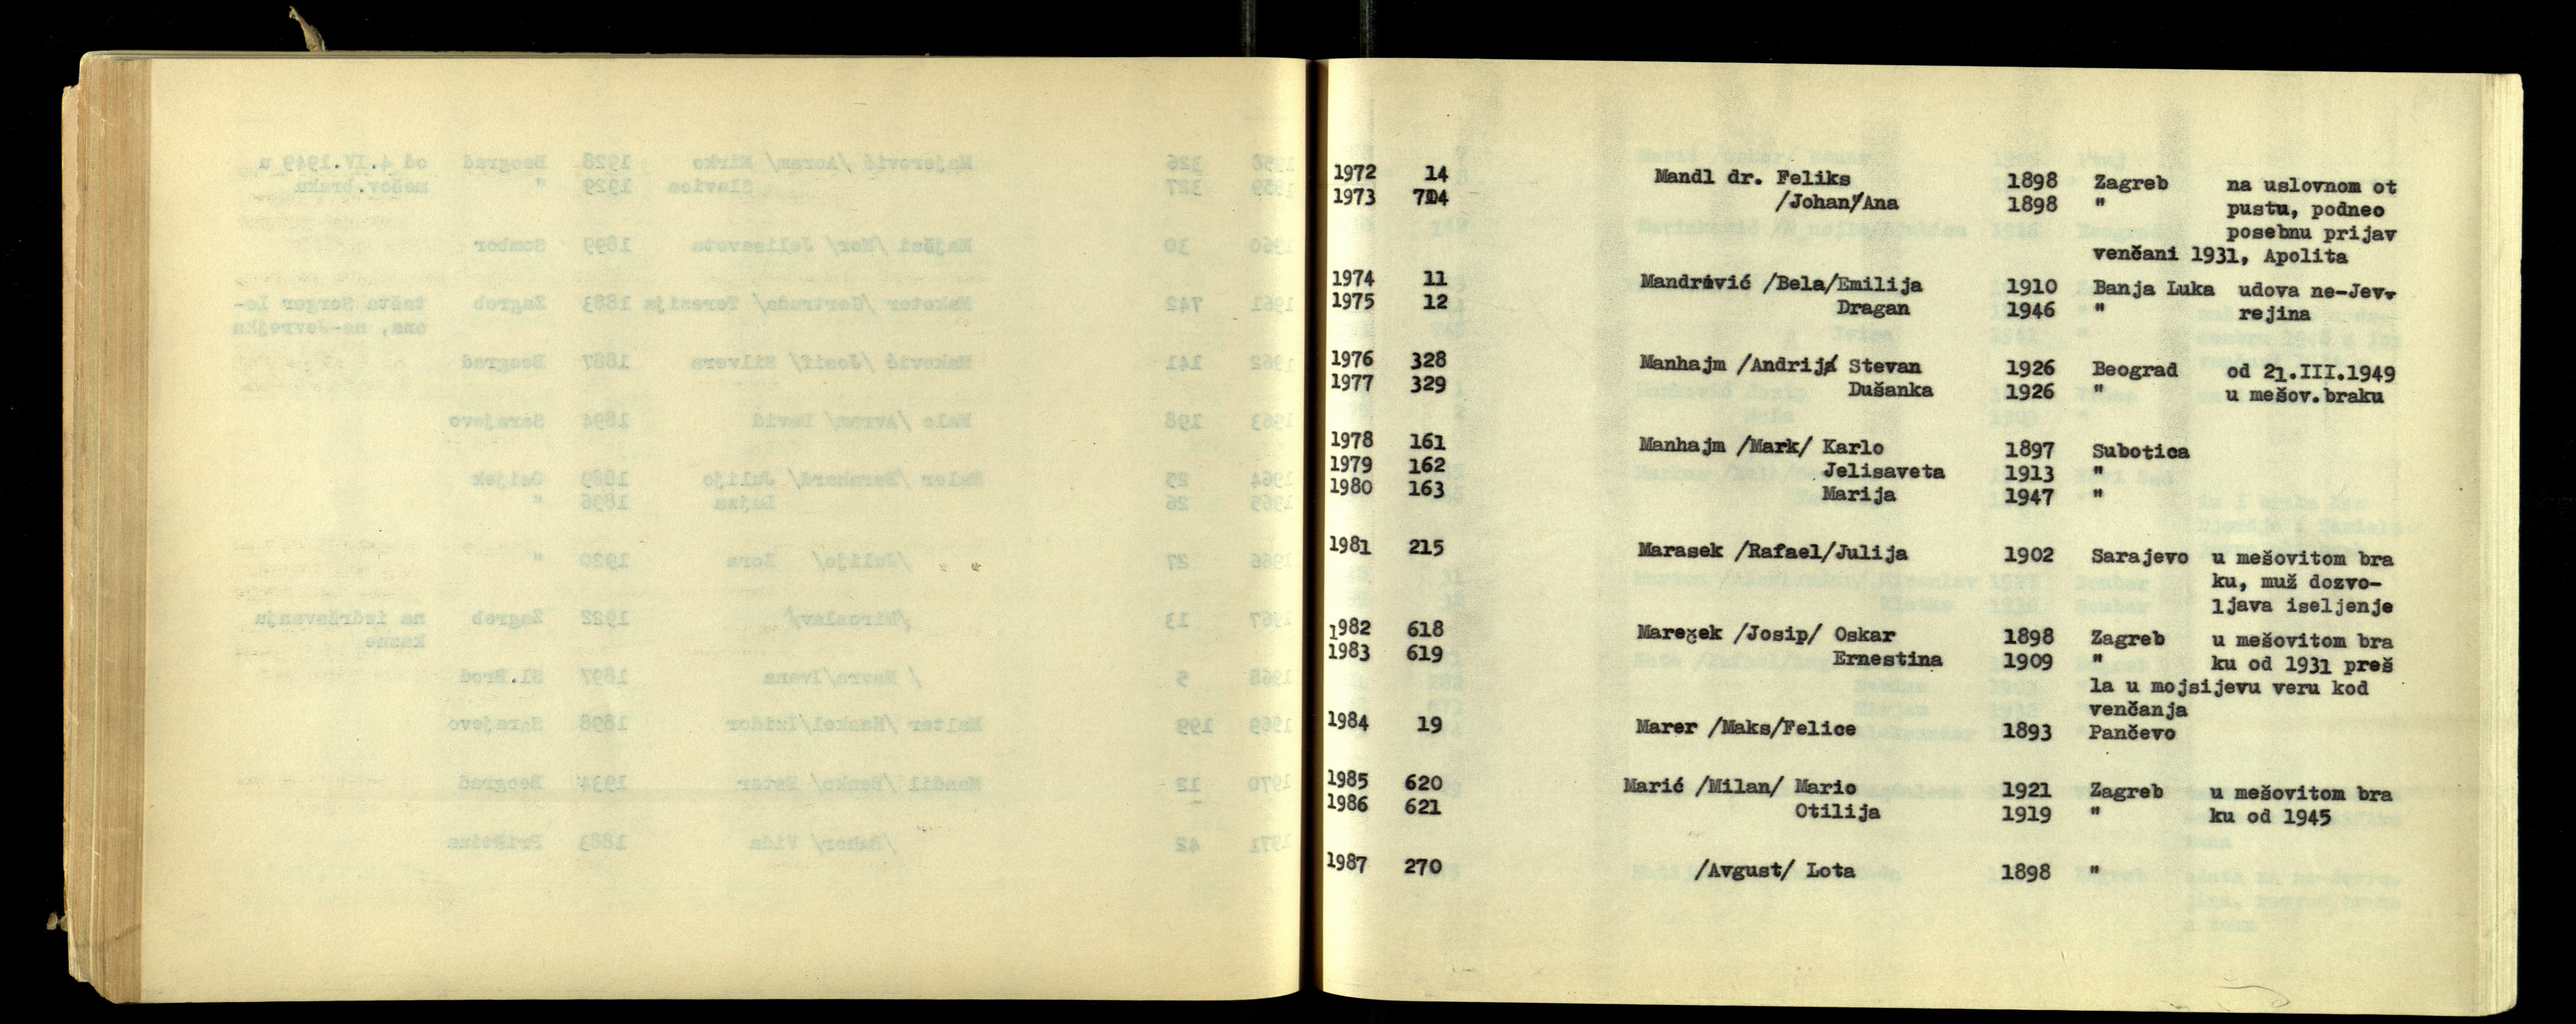 1972 14 Mandl dr. Feliks 1898 Zagreb na uslovnom ot
1973 714 /Johan/Ana 1898 " pustu, podneo
posebnu prijav
venčani 1931, Apolita
1974 11 Mandrović /Bela/Emilija 1910 Banja Luka udova ne-Jev-
1975 12 Dragan 1946 " rejina
1976 328 Manhajm /Andrij/ Stevan 1926 Beograd od 21.III.1949
1977 329 Dušanka 1926 " u mešov.braku
1978 161 Manhajm /Mark/ Karlo 1897 Subotica
1979 162 Jelisaveta 1913 "
1980 163 Marija 1947 "
1981 215 Marasek /Rafael/Julija 1902 Sarajevo u mešovitom bra
ku, muž dozvo-
ljava iseljenje
1982 618 Mareček /Josip/ Oskar 1898 Zagreb u mešovitom bra
1983 619 Ernestina 1909 " ku od 1931 preš
la u mojsijevu veru kod
venčanja
1984 19 Marer /Maks/Felice 1893 Pančevo
1985 620 Marić /Milan/ Mario 1921 Zagreb u mešovitom bra
1986 621 Otilija 1919 " ku od 1945
1987 270 /Avgust/ Lota 1898 "